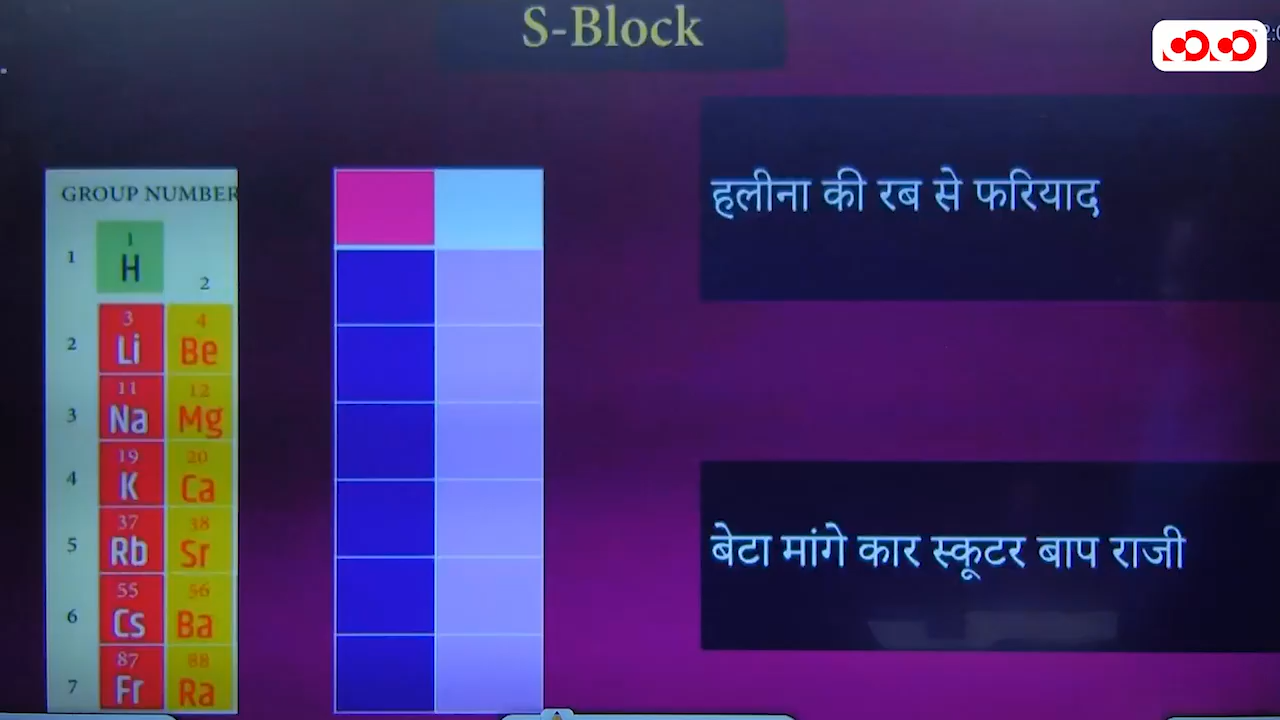 S-Block
GROUP NUMBER
1
H
1
2
3
Li
4
Be
2
11
Na
12
Mg
3
19
K
20
Ca
4
37
Rb
38
Sr
5
55
Cs
56
Ba
6
87
Fr
88
Ra
7
हलीना की रब से फरियाद
बेटा मांगे कार स्कूटर बाप राजी